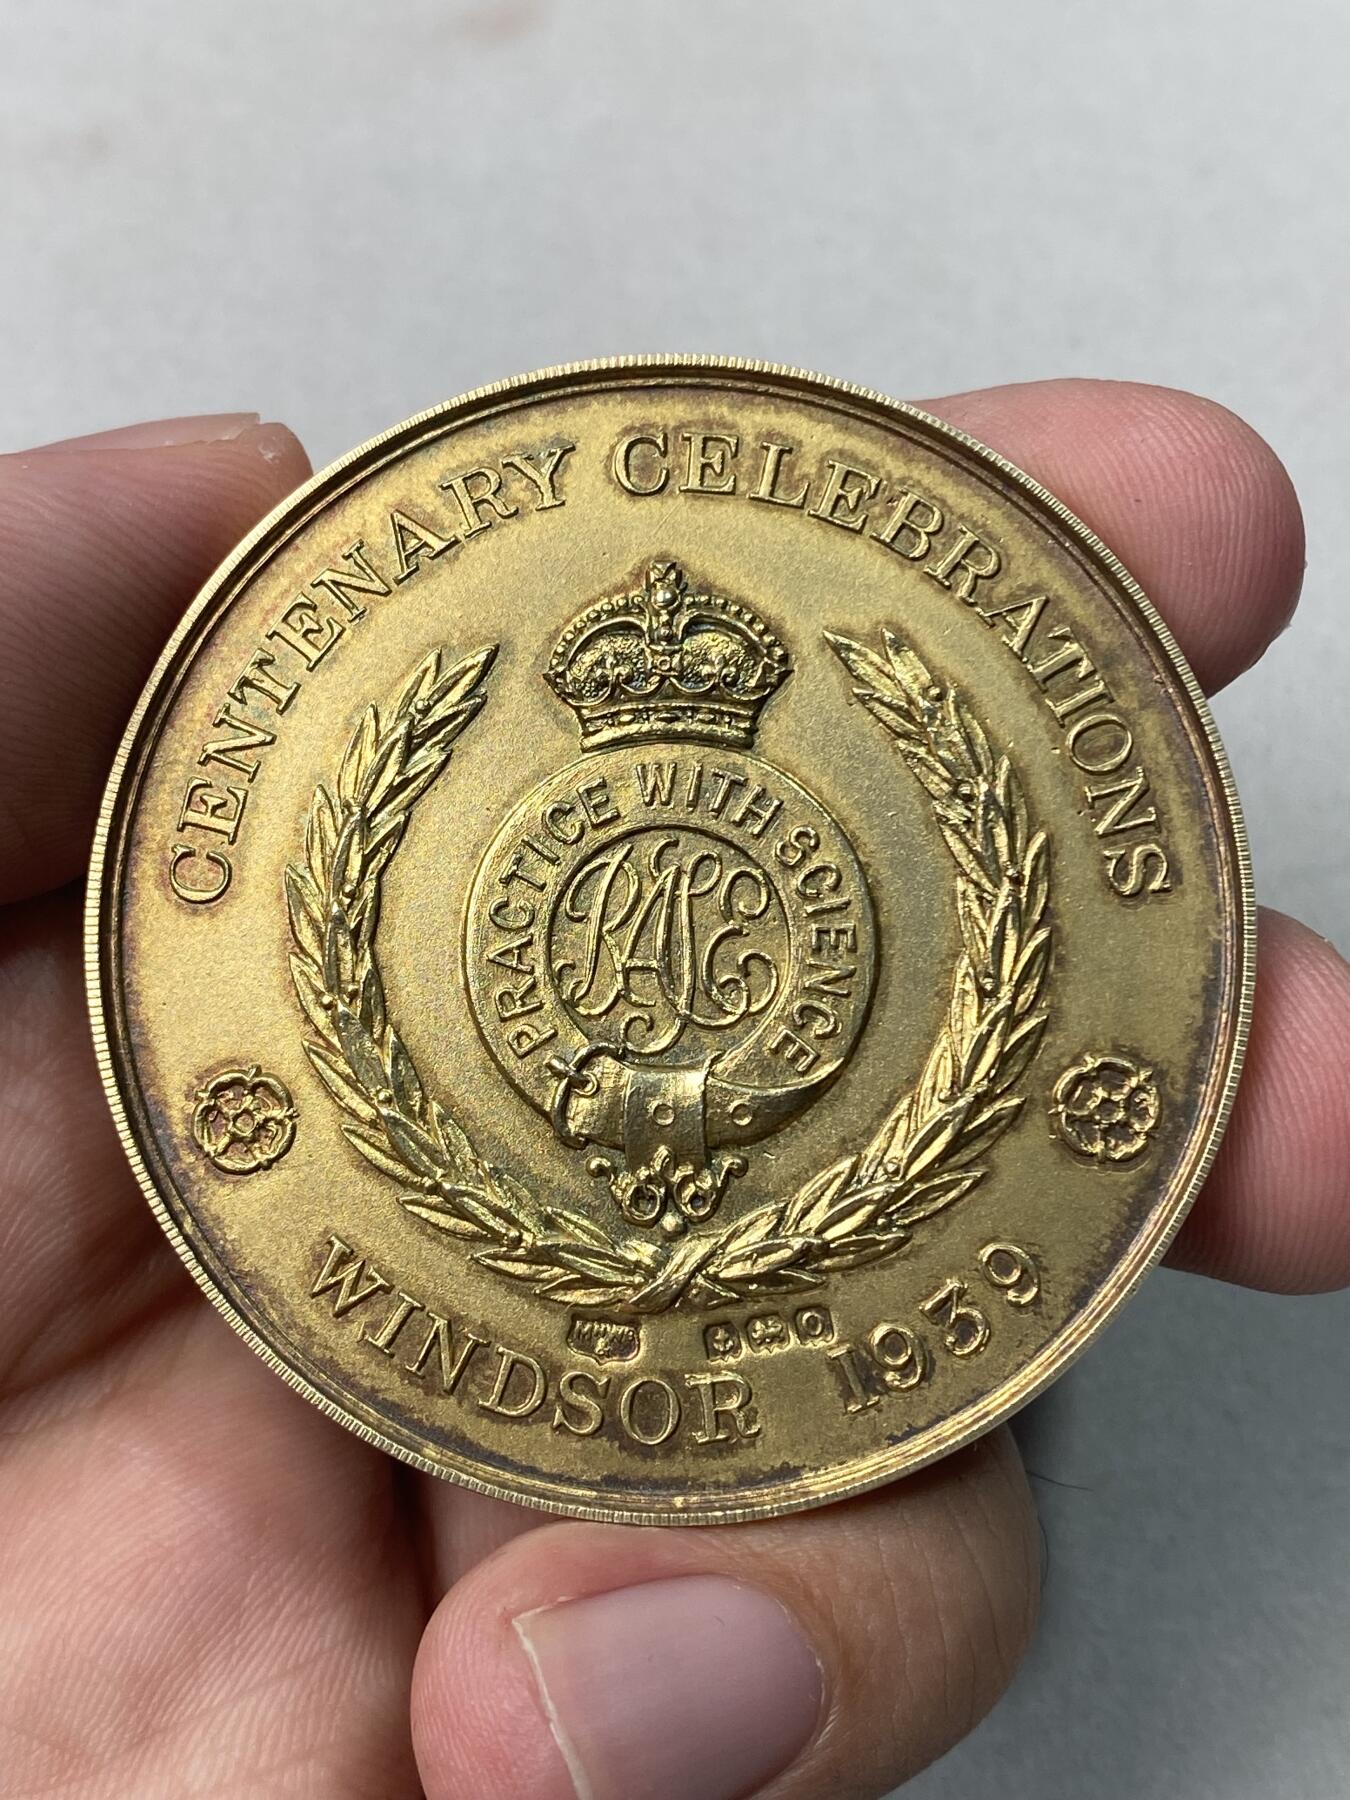 CENTENARY CELEBRATIONS
PRACTICE WITH SCIENCE
RASE
WINDSOR 1939